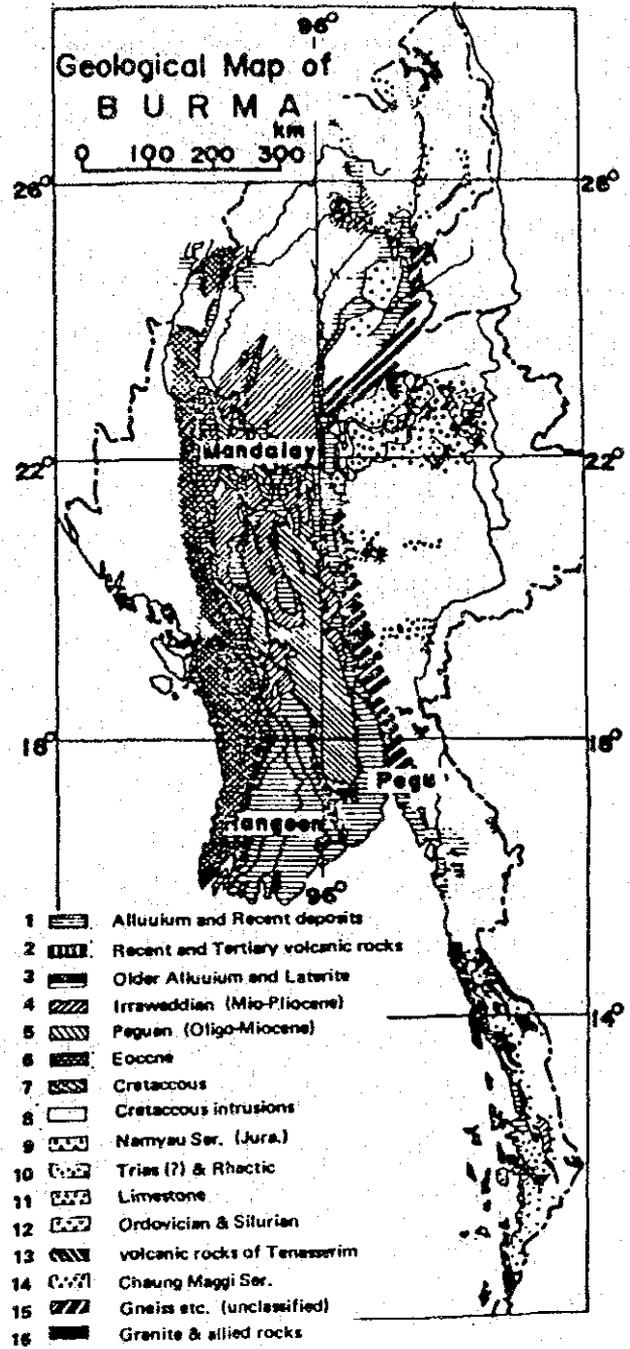 96°
Geological Map of
BURMA
km
0 100 200 300
26° 26°
Mandalay
22° 22°
18° 18°
Pegu
Rangoon
96°
14°
1 Alluuium and Recent deposits
2 Recent and Tertiary volcanic rocks
3 Older Alluuium and Laterite
4 Irraweddian (Mio-Pliocene)
5 Peguan (Oligo-Miocene)
6 Eoccne
7 Cretaccous
8 Cretaccous intrusions
9 Namyau Ser. (Jura.)
10 Trias (?) & Rhactic
11 Limestone
12 Ordovician & Silurian
13 volcanic rocks of Tenasserim
14 Chaung Maggi Ser.
15 Gneiss etc. (unclassified)
16 Granite & allied rocks